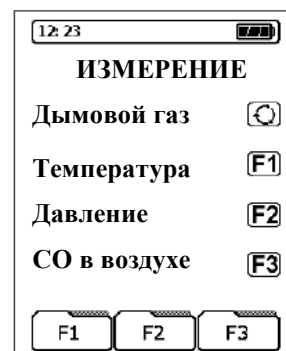 12: 23
ИЗМЕРЕНИЕ
Дымовой газ
Температура F1
Давление F2
СО в воздухе F3
F1 F2 F3